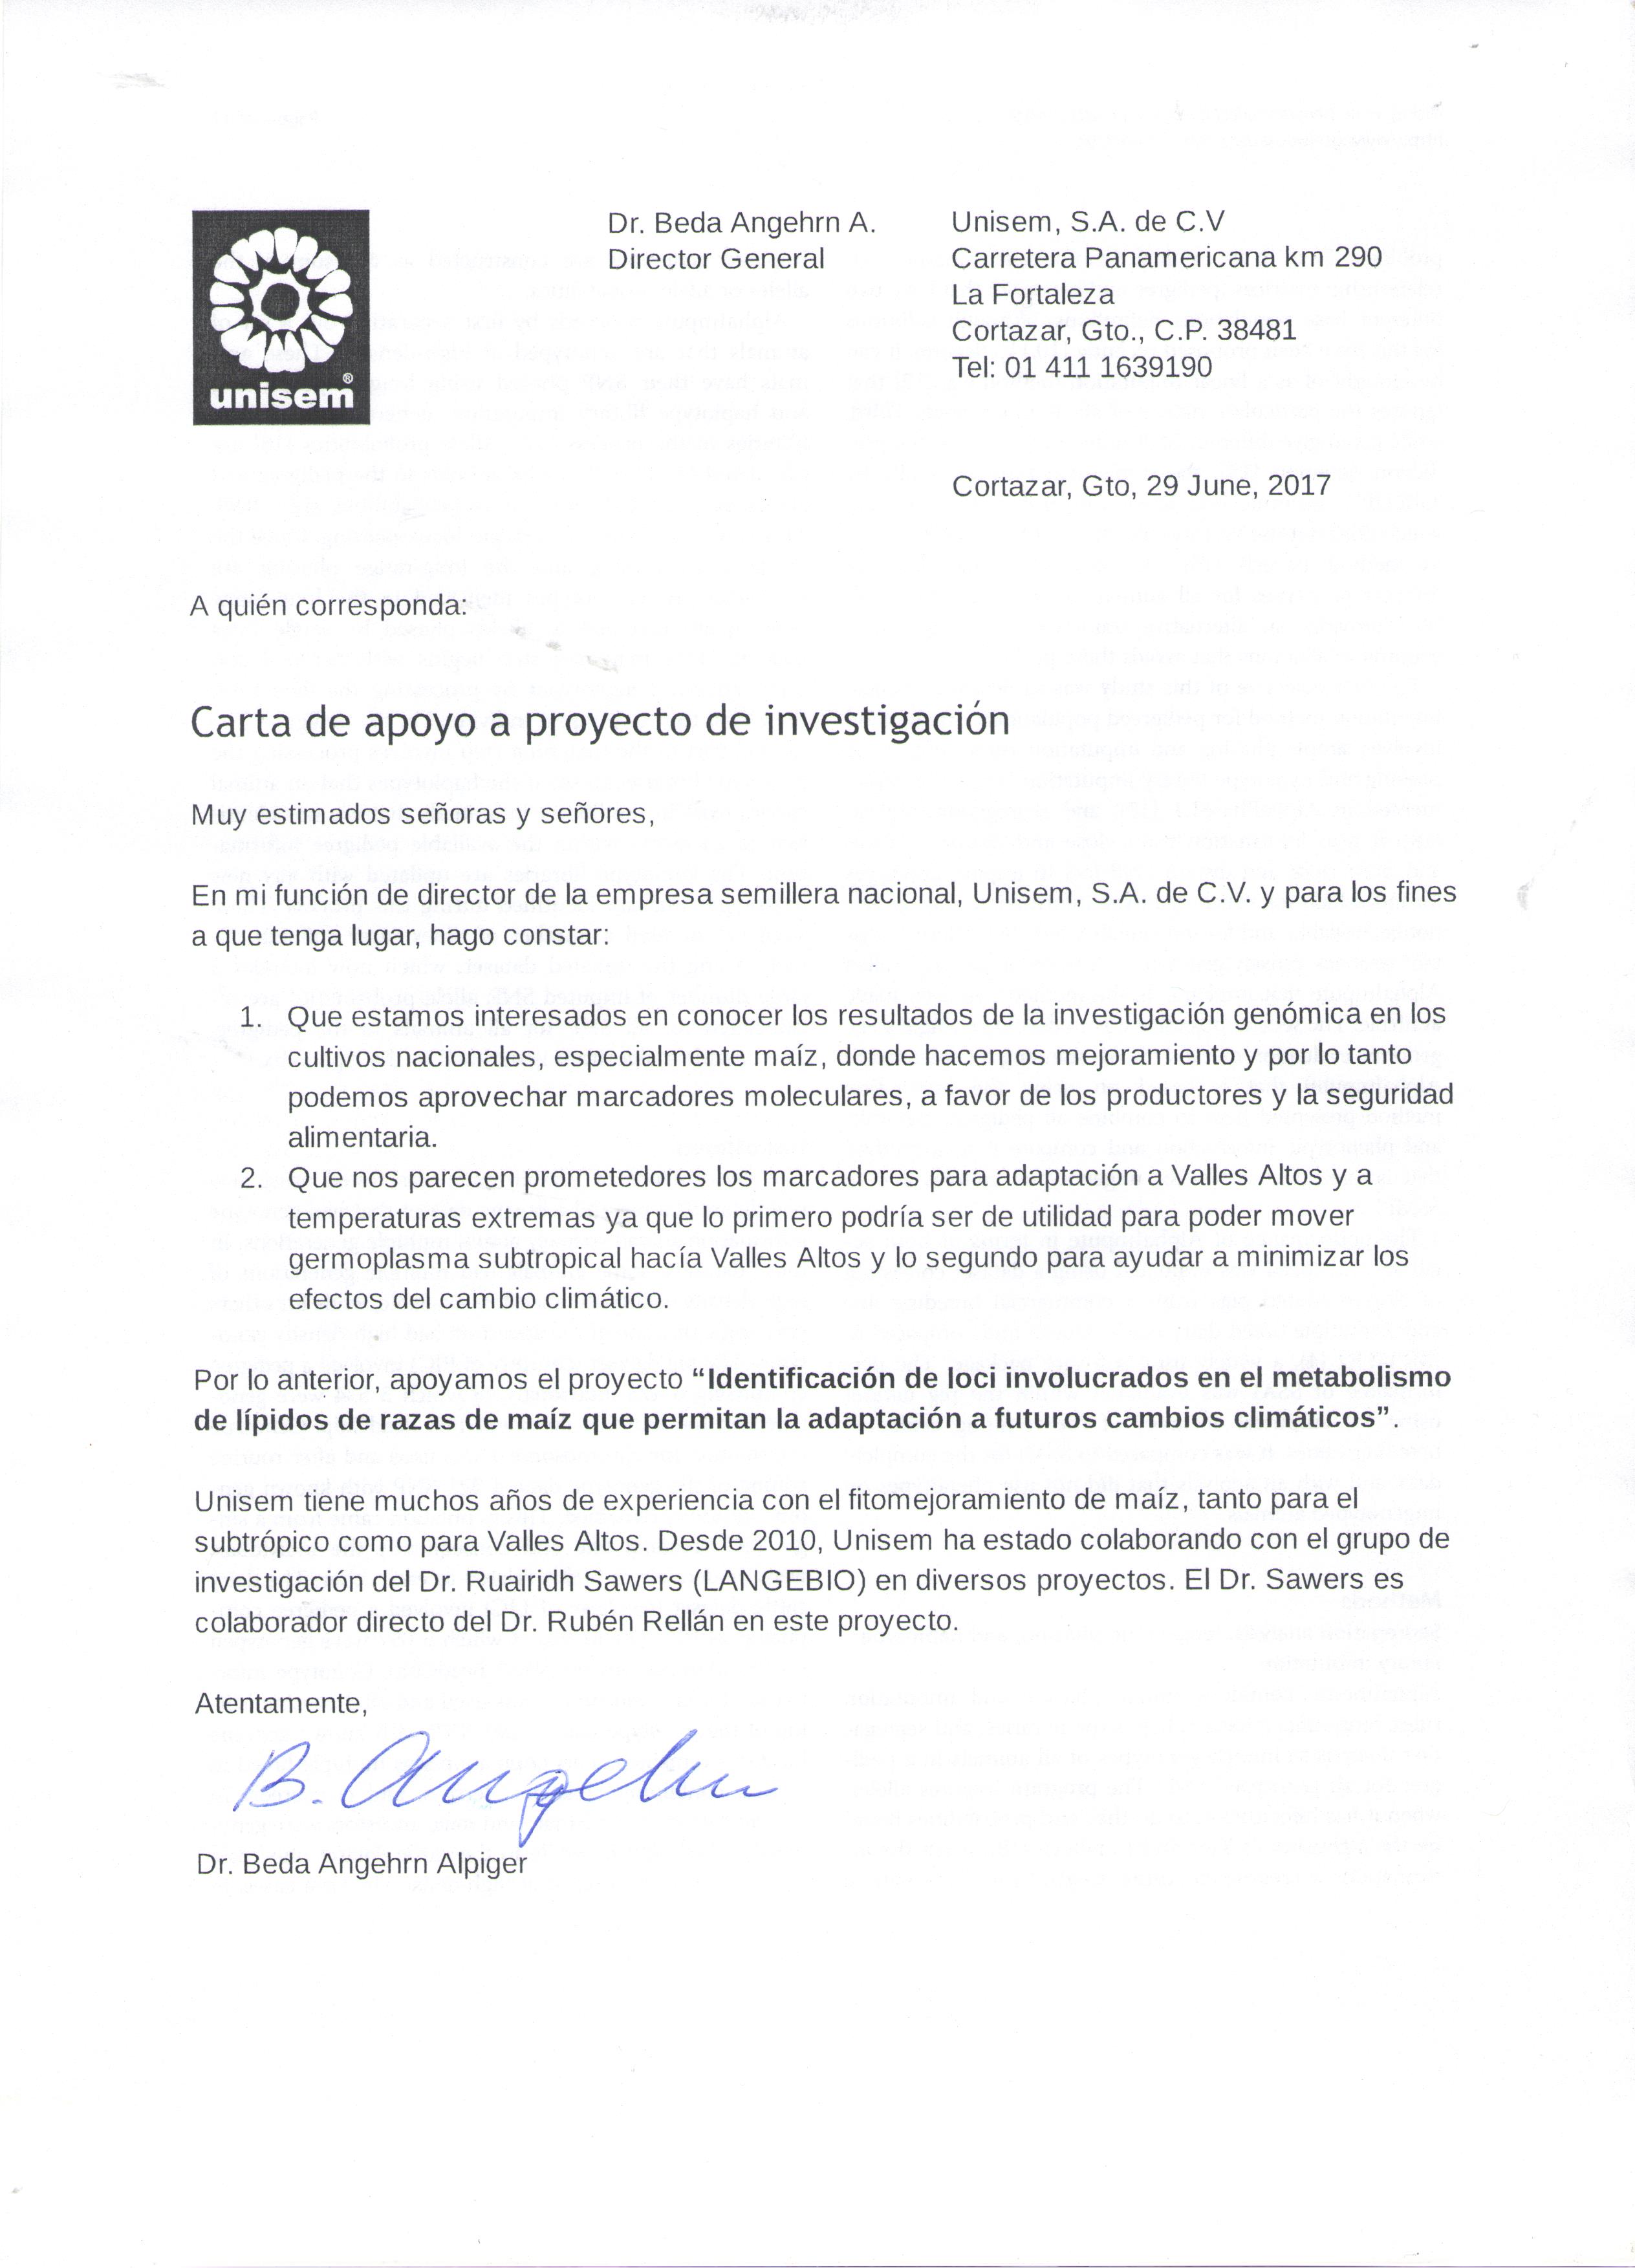 unisem®
Dr. Beda Angehrn A.
Director General
Unisem, S.A. de C.V
Carretera Panamericana km 290
La Fortaleza
Cortazar, Gto., C.P. 38481
Tel: 01 411 1639190
Cortazar, Gto, 29 June, 2017
A quién corresponda:
Carta de apoyo a proyecto de investigación
Muy estimados señoras y señores,
En mi función de director de la empresa semillera nacional, Unisem, S.A. de C.V. y para los fines
a que tenga lugar, hago constar:
1. Que estamos interesados en conocer los resultados de la investigación genómica en los
cultivos nacionales, especialmente maíz, donde hacemos mejoramiento y por lo tanto
podemos aprovechar marcadores moleculares, a favor de los productores y la seguridad
alimentaria.
2. Que nos parecen prometedores los marcadores para adaptación a Valles Altos y a
temperaturas extremas ya que lo primero podría ser de utilidad para poder mover
germoplasma subtropical hacía Valles Altos y lo segundo para ayudar a minimizar los
efectos del cambio climático.
Por lo anterior, apoyamos el proyecto “Identificación de loci involucrados en el metabolismo
de lípidos de razas de maíz que permitan la adaptación a futuros cambios climáticos”.
Unisem tiene muchos años de experiencia con el fitomejoramiento de maíz, tanto para el
subtrópico como para Valles Altos. Desde 2010, Unisem ha estado colaborando con el grupo de
investigación del Dr. Ruairidh Sawers (LANGEBIO) en diversos proyectos. El Dr. Sawers es
colaborador directo del Dr. Rubén Rellán en este proyecto.
Atentamente,
B. Angehrn
Dr. Beda Angehrn Alpiger